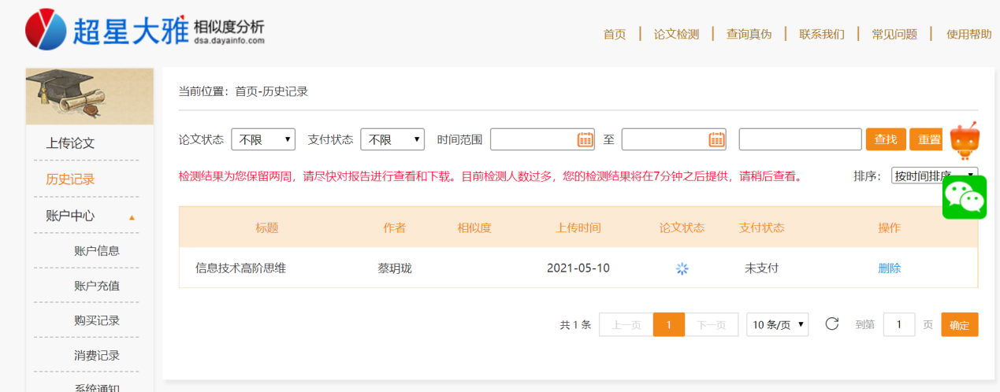 超星大雅 相似度分析
dsa.dayainfo.com
首页 | 论文检测 | 查询真伪 | 联系我们 | 常见问题 | 使用帮助
当前位置：首页-历史记录
上传论文
历史记录
账户中心
账户信息
账户充值
购买记录
消费记录
系统通知
论文状态 不限 支付状态 不限 时间范围 至 查找 重置
检测结果为您保留两周，请尽快对报告进行查看和下载。目前检测人数过多，您的检测结果将在7分钟之后提供，请稍后查看。 排序： 按时间排序
标题 作者 相似度 上传时间 论文状态 支付状态 操作
信息技术高阶思维 蔡玥珑 2021-05-10 未支付 删除
共 1 条 上一页 1 下一页 10 条/页 到第 1 页 确定